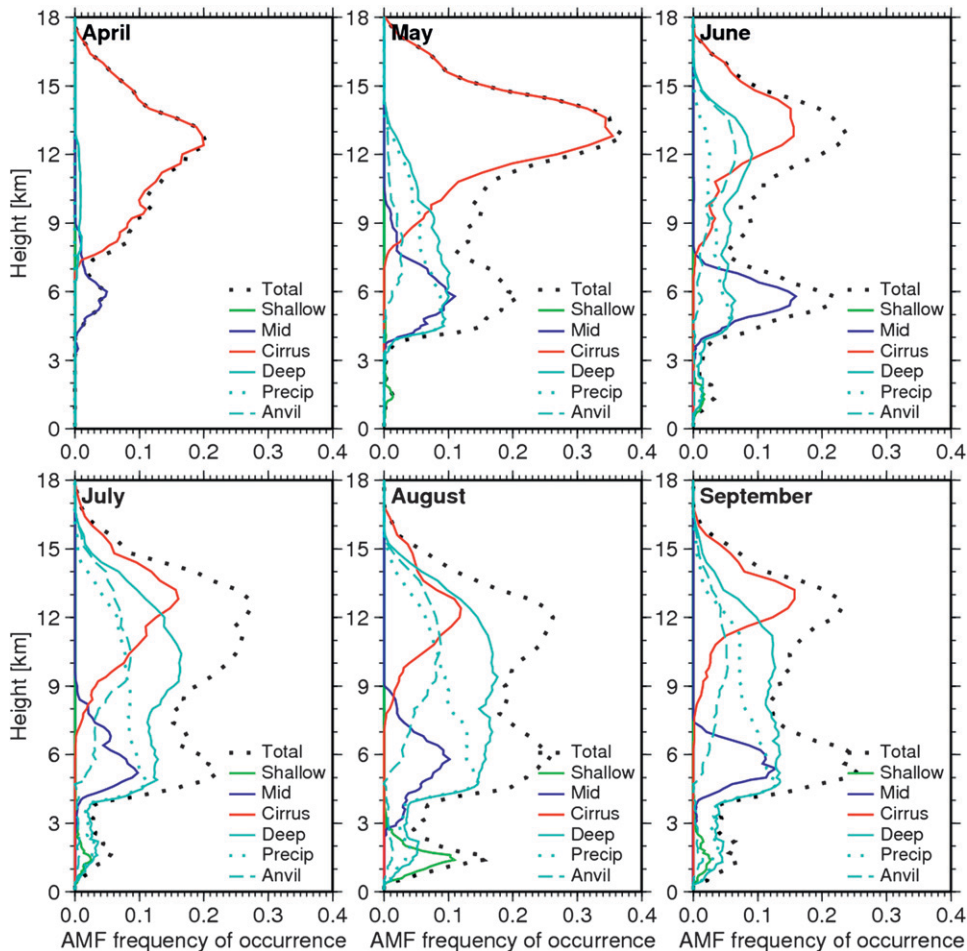 April
May
June
18
15
12
9
6
3
0
Height [km]
Total
Shallow
Mid
Cirrus
Deep
Precip
Anvil
0.0 0.1 0.2 0.3 0.4
18
15
12
9
6
3
0
Total
Shallow
Mid
Cirrus
Deep
Precip
Anvil
0.0 0.1 0.2 0.3 0.4
18
15
12
9
6
3
0
Height [km]
Total
Shallow
Mid
Cirrus
Deep
Precip
Anvil
0.0 0.1 0.2 0.3 0.4
July
August
September
18
15
12
9
6
3
0
Height [km]
Total
Shallow
Mid
Cirrus
Deep
Precip
Anvil
0.0 0.1 0.2 0.3 0.4
AMF frequency of occurrence
18
15
12
9
6
3
0
Height [km]
Total
Shallow
Mid
Cirrus
Deep
Precip
Anvil
0.0 0.1 0.2 0.3 0.4
AMF frequency of occurrence
18
15
12
9
6
3
0
Height [km]
Total
Shallow
Mid
Cirrus
Deep
Precip
Anvil
0.0 0.1 0.2 0.3 0.4
AMF frequency of occurrence